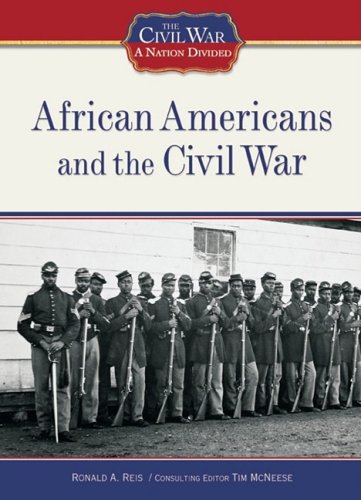 THE
CIVIL WAR
A NATION DIVIDED
African Americans
and the Civil War
RONALD A. REIS / CONSULTING EDITOR TIM MCNEESE